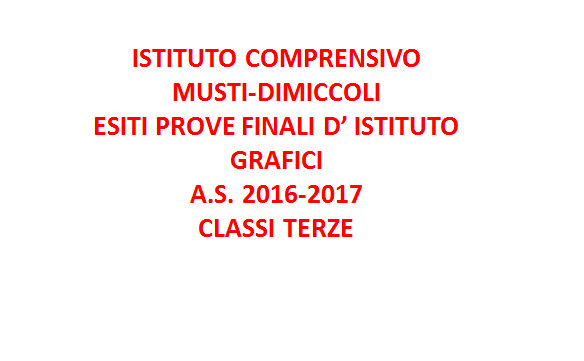 ISTITUTO COMPRENSIVO
MUSTI-DIMICCOLI
ESITI PROVE FINALI D’ ISTITUTO
GRAFICI
A.S. 2016-2017
CLASSI TERZE